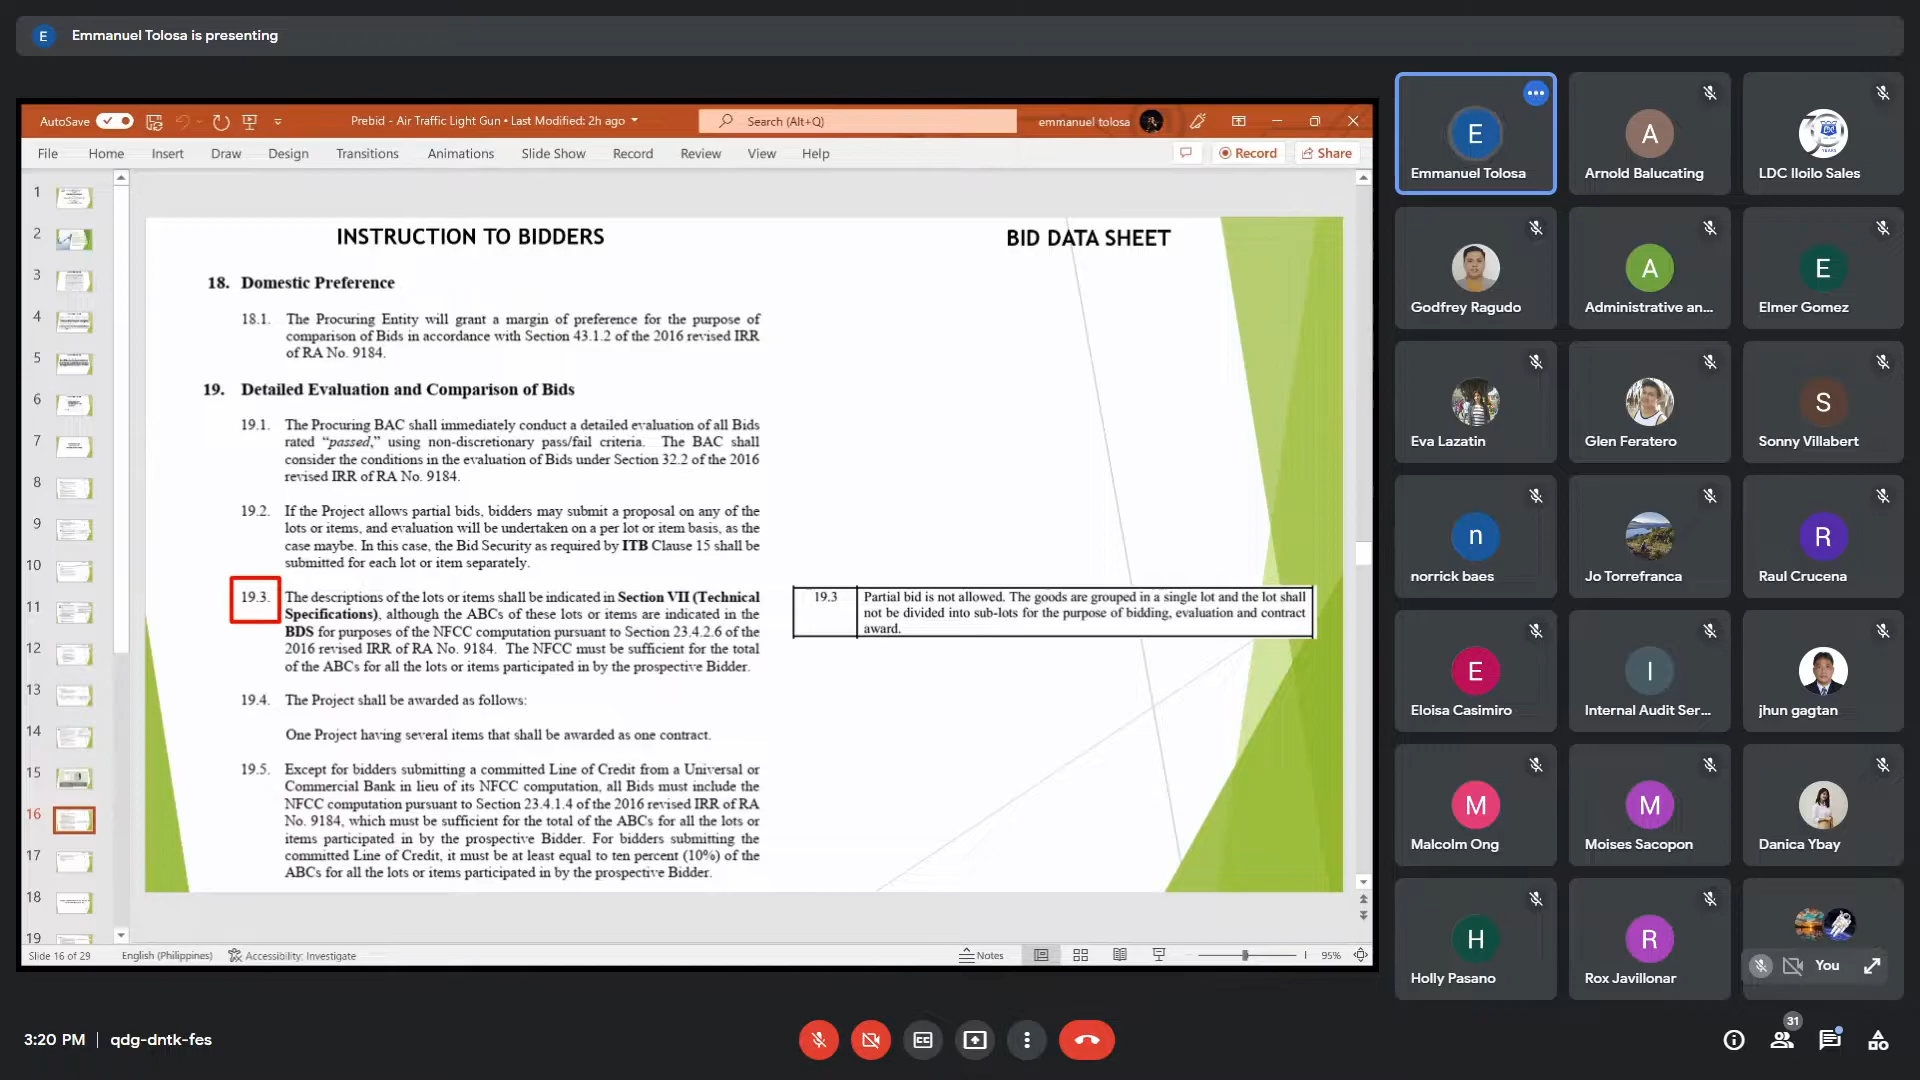 E Emmanuel Tolosa is presenting
AutoSave
Prebid - Air Traffic Light Gun • Last Modified: 2h ago
Search (Alt+Q)
emmanuel tolosa
File Home Insert Draw Design Transitions Animations Slide Show Record Review View Help
Record
Share
1
2
3
4
5
6
7
8
9
10
11
12
13
14
15
16
17
18
19
INSTRUCTION TO BIDDERS
BID DATA SHEET
18. Domestic Preference
18.1. The Procuring Entity will grant a margin of preference for the purpose of
comparison of Bids in accordance with Section 43.1.2 of the 2016 revised IRR
of RA No. 9184.
19. Detailed Evaluation and Comparison of Bids
19.1. The Procuring BAC shall immediately conduct a detailed evaluation of all Bids
rated “passed,” using non-discretionary pass/fail criteria. The BAC shall
consider the conditions in the evaluation of Bids under Section 32.2 of the 2016
revised IRR of RA No. 9184.
19.2. If the Project allows partial bids, bidders may submit a proposal on any of the
lots or items, and evaluation will be undertaken on a per lot or item basis, as the
case maybe. In this case, the Bid Security as required by ITB Clause 15 shall be
submitted for each lot or item separately.
19.3. The descriptions of the lots or items shall be indicated in Section VII (Technical
Specifications), although the ABCs of these lots or items are indicated in the
BDS for purposes of the NFCC computation pursuant to Section 23.4.2.6 of the
2016 revised IRR of RA No. 9184. The NFCC must be sufficient for the total
of the ABCs for all the lots or items participated in by the prospective Bidder.
19.4. The Project shall be awarded as follows:
One Project having several items that shall be awarded as one contract.
19.5. Except for bidders submitting a committed Line of Credit from a Universal or
Commercial Bank in lieu of its NFCC computation, all Bids must include the
NFCC computation pursuant to Section 23.4.1.4 of the 2016 revised IRR of RA
No. 9184, which must be sufficient for the total of the ABCs for all the lots or
items participated in by the prospective Bidder. For bidders submitting the
committed Line of Credit, it must be at least equal to ten percent (10%) of the
ABCs for all the lots or items participated in by the prospective Bidder.
19.3 Partial bid is not allowed. The goods are grouped in a single lot and the lot shall
not be divided into sub-lots for the purpose of bidding, evaluation and contract
award.
Slide 16 of 29
English (Philippines)
Accessibility: Investigate
Notes
95%
E
Emmanuel Tolosa
A
Arnold Balucating
LDC Iloilo Sales
Godfrey Ragudo
A
Administrative an...
E
Elmer Gomez
Eva Lazatin
Glen Feratero
S
Sonny Villabert
n
norrick baes
Jo Torrefranca
R
Raul Crucena
E
Eloisa Casimiro
I
Internal Audit Ser...
jhun gagtan
M
Malcolm Ong
M
Moises Sacopon
Danica Ybay
H
Holly Pasano
R
Rox Javillonar
You
3:20 PM | qdg-dntk-fes
31